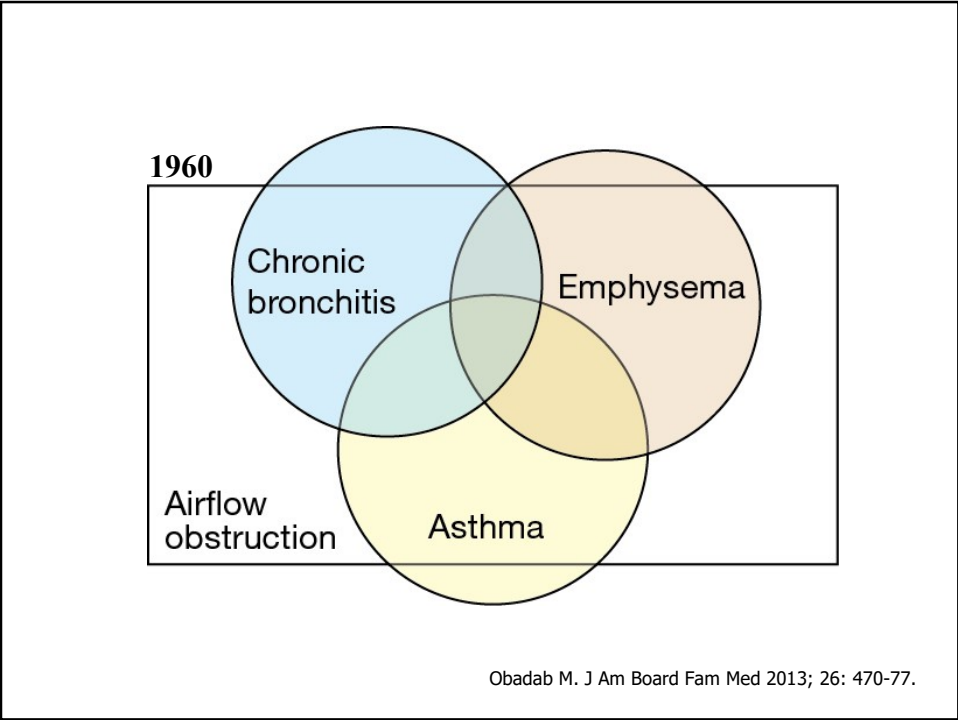 1960
Chronic
bronchitis
Emphysema
Airflow
obstruction
Asthma
Obadab M. J Am Board Fam Med 2013; 26: 470-77.